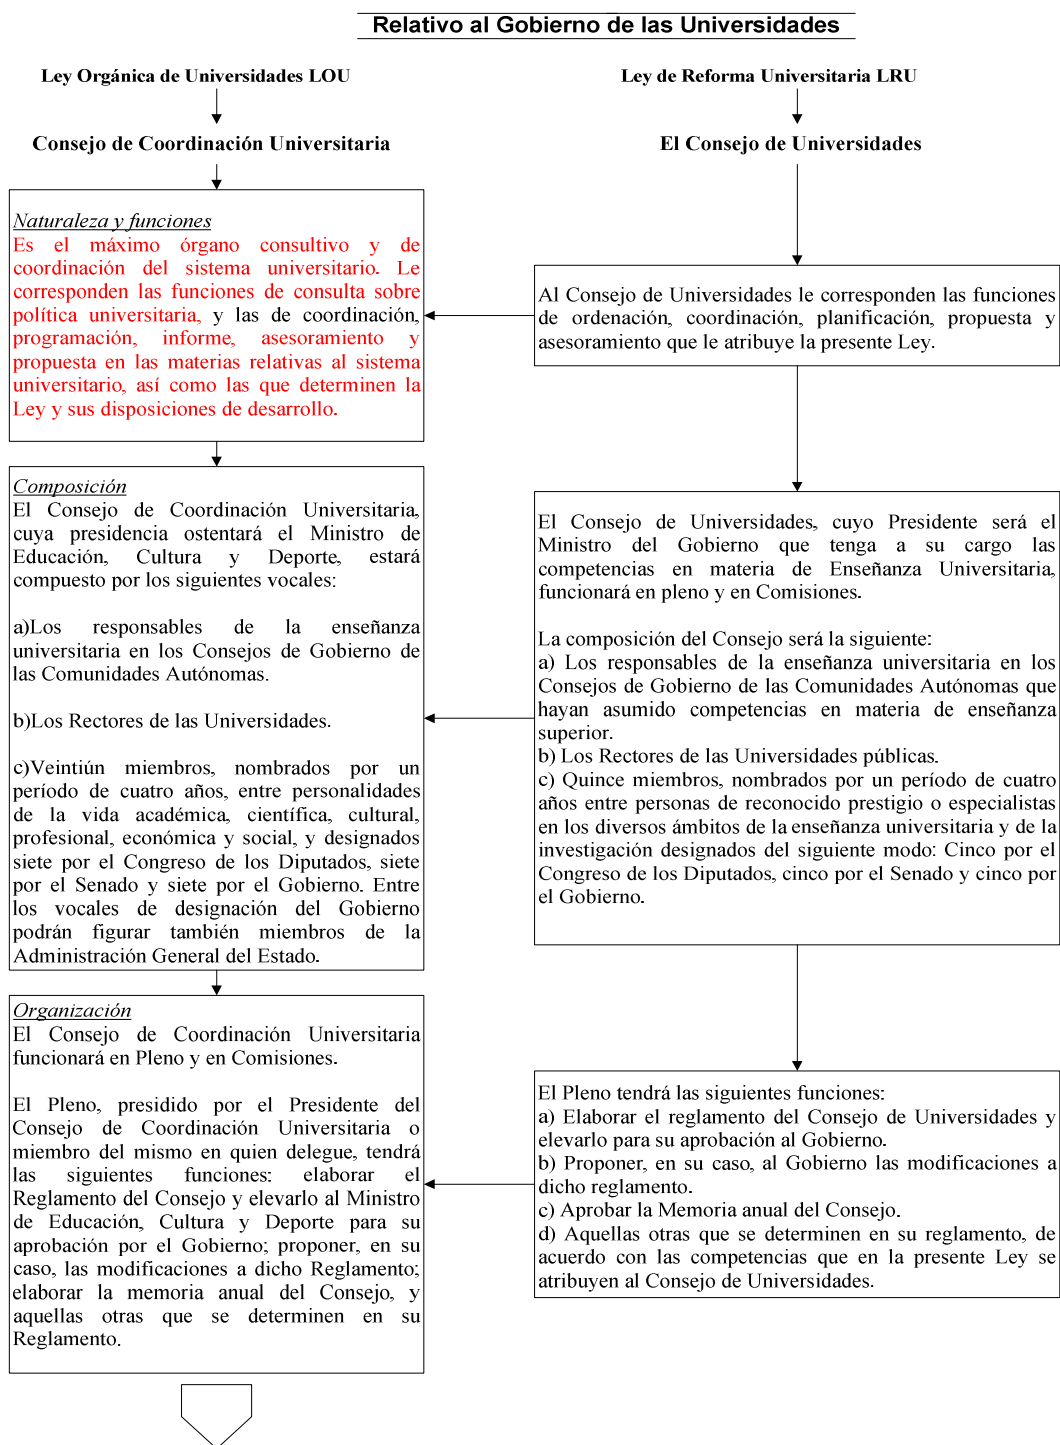 Relativo al Gobierno de las Universidades
Ley Orgánica de Universidades LOU
Consejo de Coordinación Universitaria
Naturaleza y funciones
Es el máximo órgano consultivo y de
coordinación del sistema universitario. Le
corresponden las funciones de consulta sobre
política universitaria, y las de coordinación,
programación, informe, asesoramiento y
propuesta en las materias relativas al sistema
universitario, así como las que determinen la
Ley y sus disposiciones de desarrollo.
Composición
El Consejo de Coordinación Universitaria,
cuya presidencia ostentará el Ministro de
Educación, Cultura y Deporte, estará
compuesto por los siguientes vocales:
a)Los responsables de la enseñanza
universitaria en los Consejos de Gobierno de
las Comunidades Autónomas.
b)Los Rectores de las Universidades.
c)Veintiún miembros, nombrados por un
período de cuatro años, entre personalidades
de la vida académica, científica, cultural,
profesional, económica y social, y designados
siete por el Congreso de los Diputados, siete
por el Senado y siete por el Gobierno. Entre
los vocales de designación del Gobierno
podrán figurar también miembros de la
Administración General del Estado.
Organización
El Consejo de Coordinación Universitaria
funcionará en Pleno y en Comisiones.
El Pleno, presidido por el Presidente del
Consejo de Coordinación Universitaria o
miembro del mismo en quien delegue, tendrá
las siguientes funciones: elaborar el
Reglamento del Consejo y elevarlo al Ministro
de Educación, Cultura y Deporte para su
aprobación por el Gobierno; proponer, en su
caso, las modificaciones a dicho Reglamento;
elaborar la memoria anual del Consejo, y
aquellas otras que se determinen en su
Reglamento.
Ley de Reforma Universitaria LRU
El Consejo de Universidades
Al Consejo de Universidades le corresponden las funciones
de ordenación, coordinación, planificación, propuesta y
asesoramiento que le atribuye la presente Ley.
El Consejo de Universidades, cuyo Presidente será el
Ministro del Gobierno que tenga a su cargo las
competencias en materia de Enseñanza Universitaria,
funcionará en pleno y en Comisiones.
La composición del Consejo será la siguiente:
a) Los responsables de la enseñanza universitaria en los
Consejos de Gobierno de las Comunidades Autónomas que
hayan asumido competencias en materia de enseñanza
superior.
b) Los Rectores de las Universidades públicas.
c) Quince miembros, nombrados por un período de cuatro
años entre personas de reconocido prestigio o especialistas
en los diversos ámbitos de la enseñanza universitaria y de la
investigación designados del siguiente modo: Cinco por el
Congreso de los Diputados, cinco por el Senado y cinco por
el Gobierno.
El Pleno tendrá las siguientes funciones:
a) Elaborar el reglamento del Consejo de Universidades y
elevarlo para su aprobación al Gobierno.
b) Proponer, en su caso, al Gobierno las modificaciones a
dicho reglamento.
c) Aprobar la Memoria anual del Consejo.
d) Aquellas otras que se determinen en su reglamento, de
acuerdo con las competencias que en la presente Ley se
atribuyen al Consejo de Universidades.